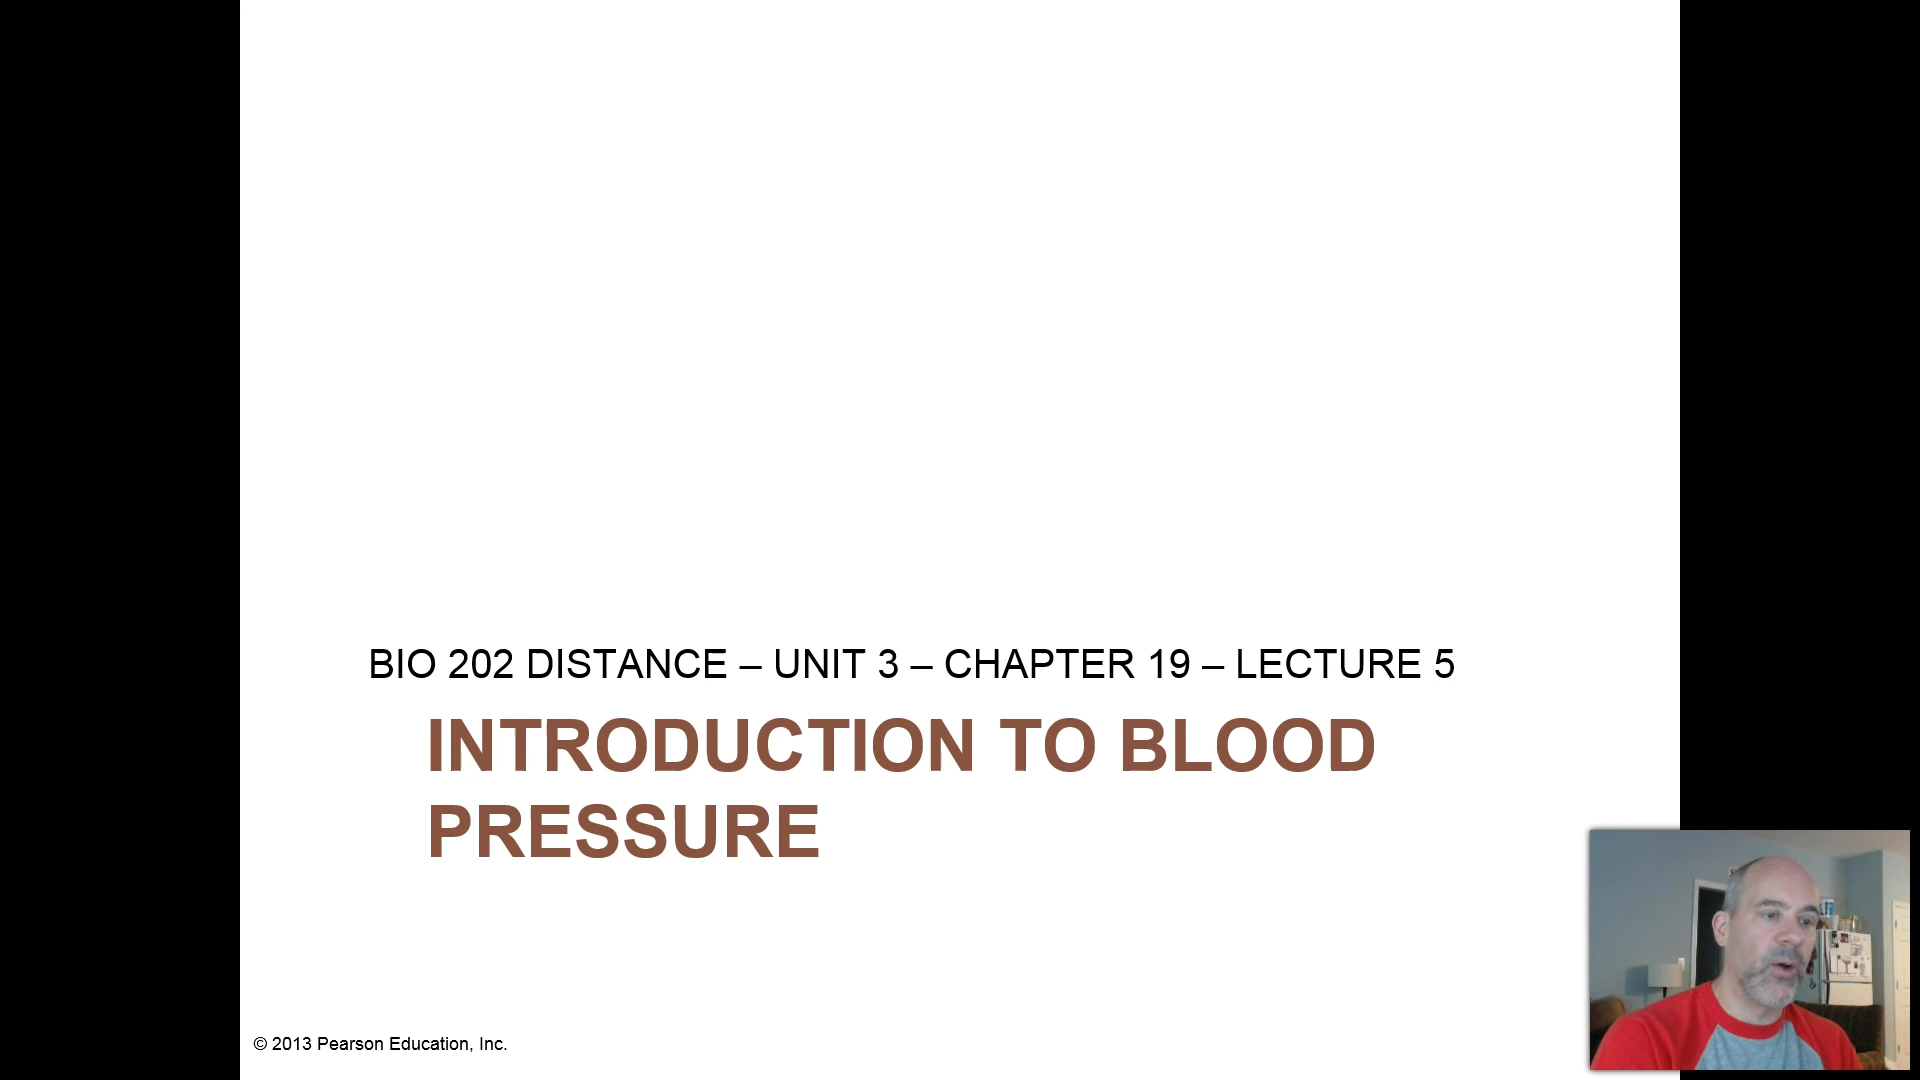 BIO 202 DISTANCE – UNIT 3 – CHAPTER 19 – LECTURE 5
INTRODUCTION TO BLOOD
PRESSURE
© 2013 Pearson Education, Inc.